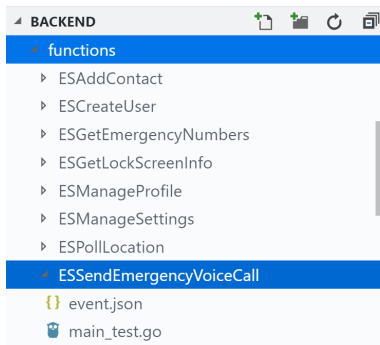 BACKEND
functions
ESAddContact
ESCreateUser
ESGetEmergencyNumbers
ESGetLockScreenInfo
ESManageProfile
ESManageSettings
ESPollLocation
ESSendEmergencyVoiceCall
{} event.json
main_test.go